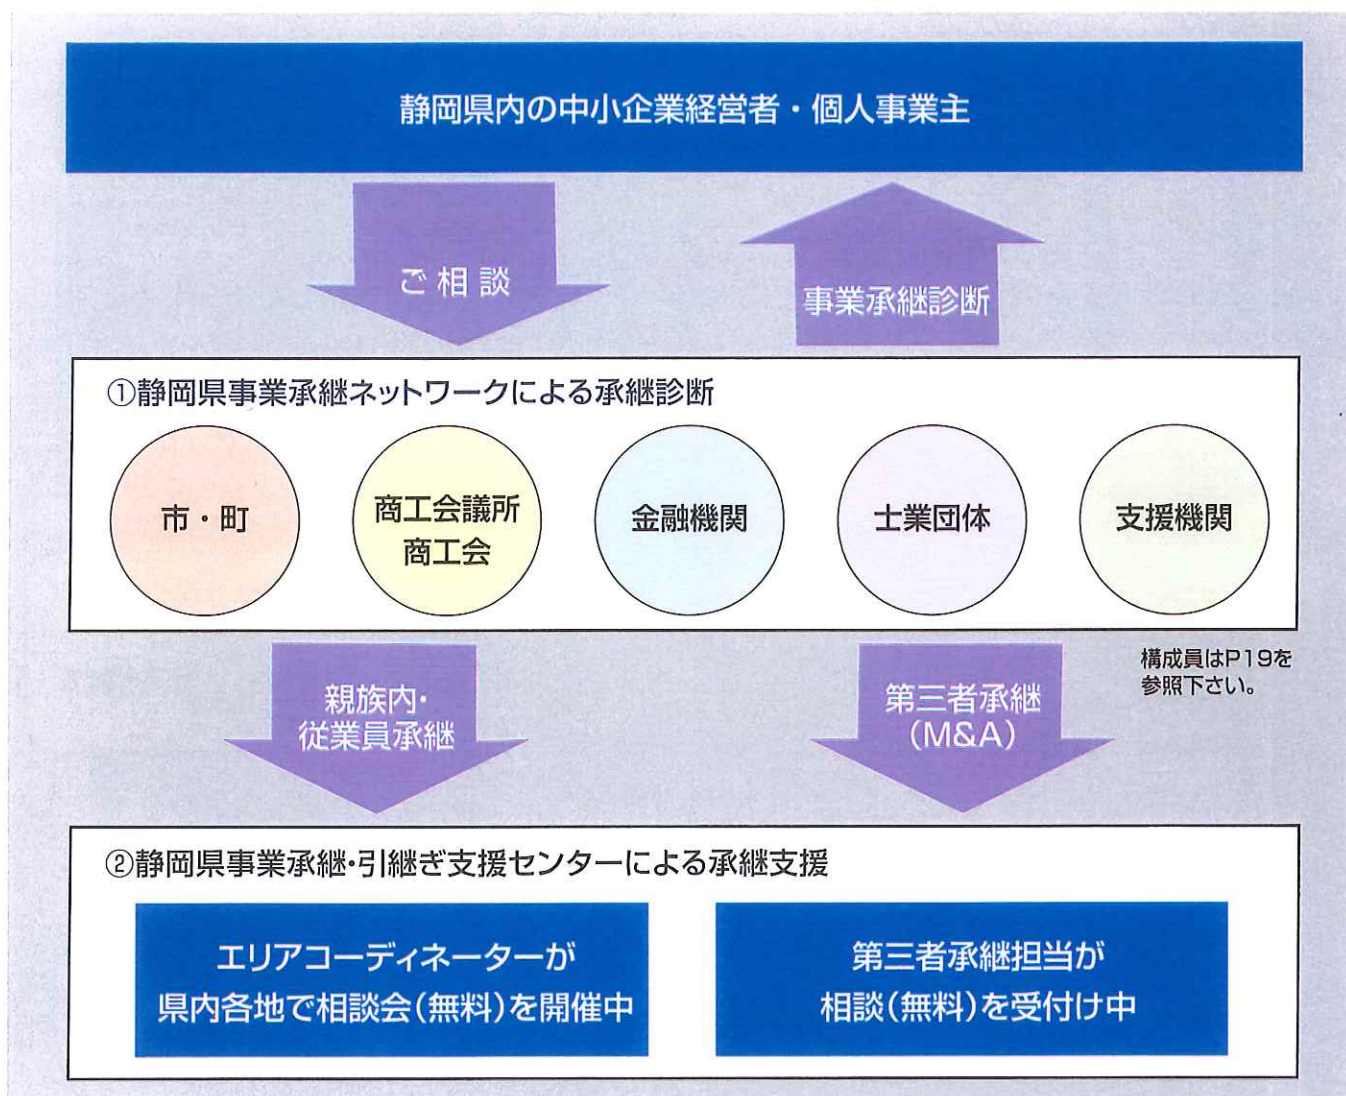 静岡県内の中小企業経営者・個人事業主
ご相談
事業承継診断
①静岡県事業承継ネットワークによる承継診断
市・町
商工会議所
商工会
金融機関
士業団体
支援機関
構成員はP19を
参照下さい。
親族内・
従業員承継
第三者承継
(M&A)
②静岡県事業承継・引継ぎ支援センターによる承継支援
エリアコーディネーターが
県内各地で相談会(無料)を開催中
第三者承継担当が
相談(無料)を受付け中